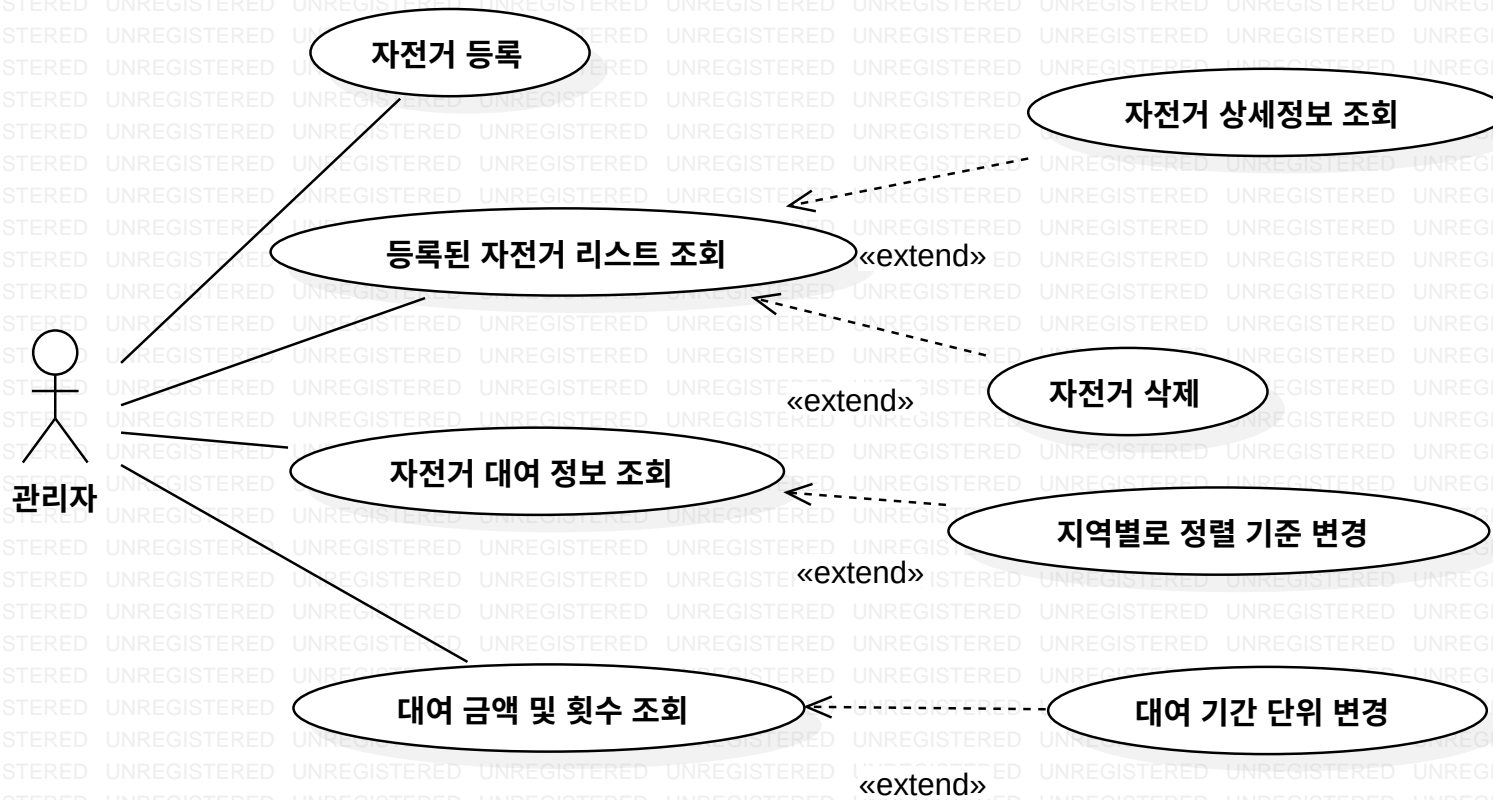 자전거 등록
자전거 상세정보 조회
등록된 자전거 리스트 조회
«extend»
자전거 삭제
«extend»
관리자
자전거 대여 정보 조회
지역별로 정렬 기준 변경
«extend»
대여 금액 및 횟수 조회
대여 기간 단위 변경
«extend»
UNREGISTERED